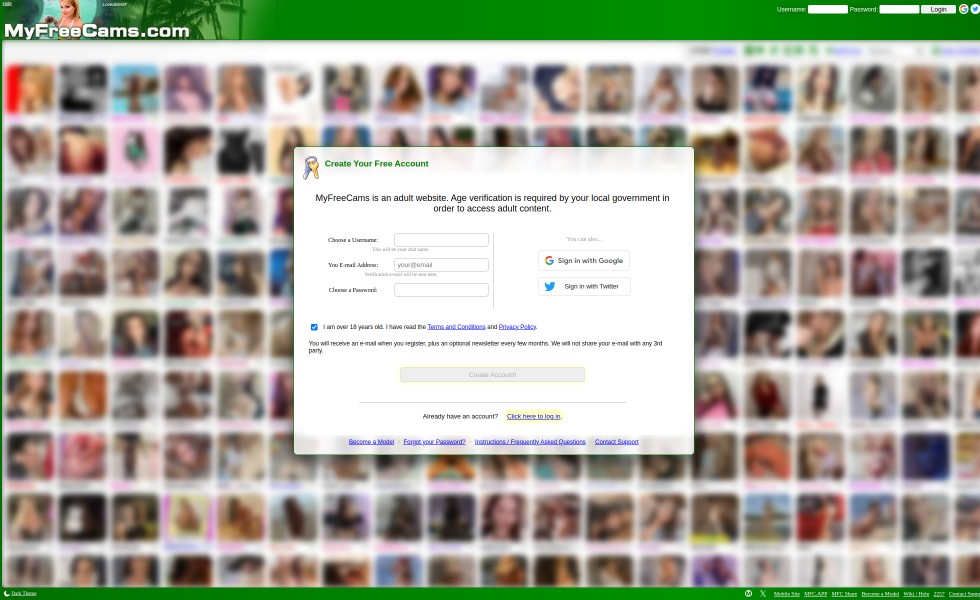 Username: Password: Login
MyFreeCams.com
Create Your Free Account
MyFreeCams is an adult website. Age verification is required by your local government in
order to access adult content.
Choose a Username:
This will be your chat name.
You E-mail Address: your@email
Verification e-mail will be sent here.
Choose a Password:
You can also...
Sign in with Google
Sign in with Twitter
I am over 18 years old. I have read the Terms and Conditions and Privacy Policy.
You will receive an e-mail when you register, plus an optional newsletter every few months. We will not share your e-mail with any 3rd
party.
Create Account!
Already have an account? Click here to log in.
Become a Model · Forgot your Password? · Instructions / Frequently Asked Questions · Contact Support
Dark Theme
Mobile Site MFC.APP MFC Share Become a Model Wiki / Help 2257 Contact